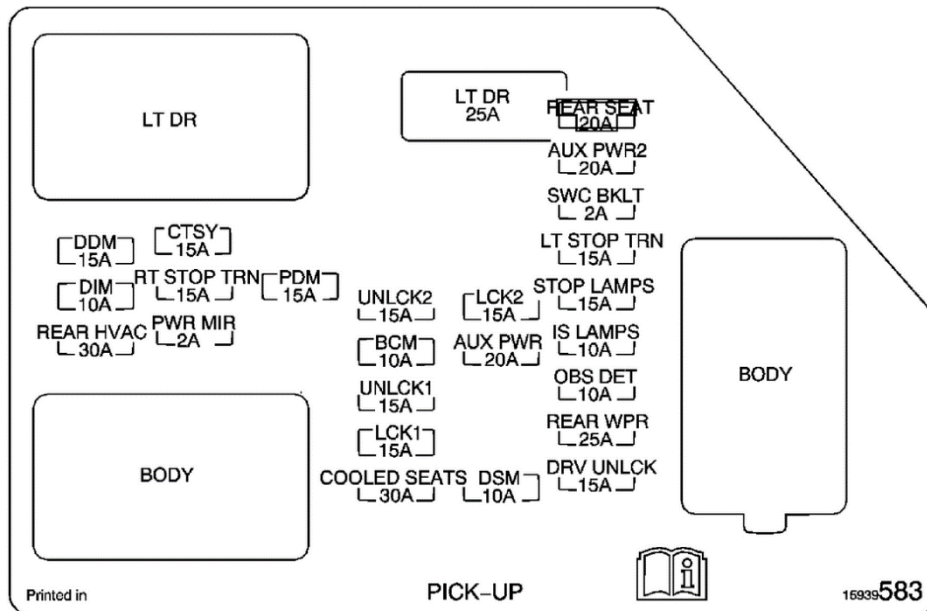 LT DR
LT DR
25A
REAR SEAT
20A
AUX PWR2
20A
SWC BKLT
2A
LT STOP TRN
15A
STOP LAMPS
15A
IS LAMPS
10A
OBS DET
10A
REAR WPR
25A
DRV UNLCK
15A
DDM
15A
CTSY
15A
DIM
10A
RT STOP TRN
15A
PDM
15A
REAR HVAC
30A
PWR MIR
2A
UNLCK2
15A
LCK2
15A
BCM
10A
AUX PWR
20A
UNLCK1
15A
LCK1
15A
COOLED SEATS
30A
DSM
10A
BODY
BODY
Printed in
PICK-UP
i
15939583